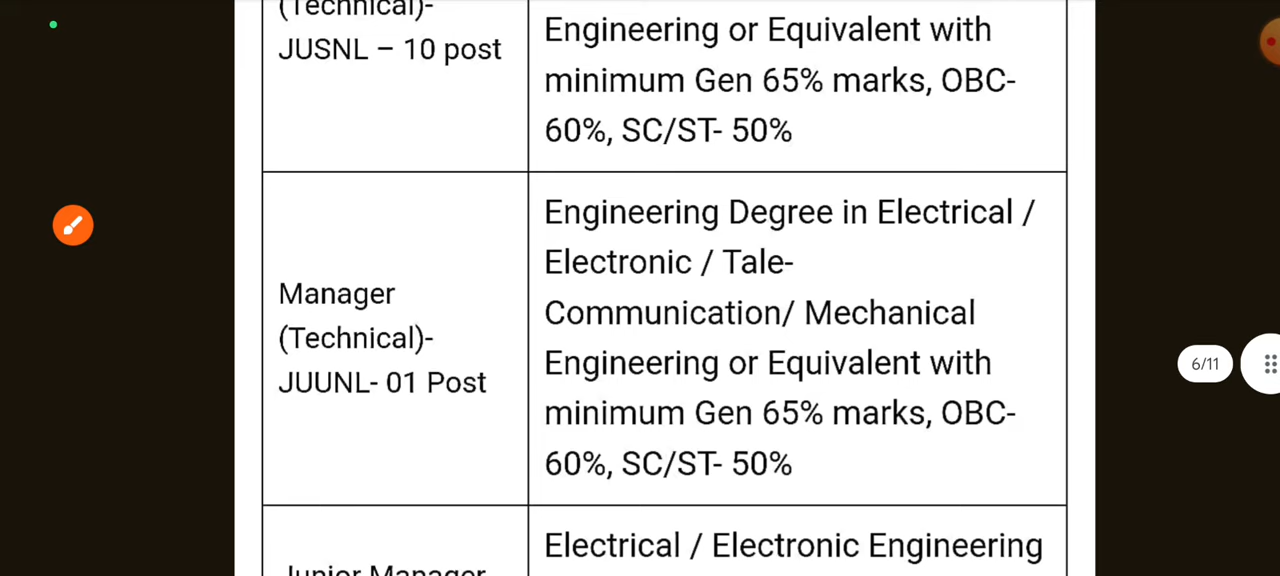 (Technical)-
JUSNL – 10 post
Engineering or Equivalent with
minimum Gen 65% marks, OBC-
60%, SC/ST- 50%
Manager
(Technical)-
JUUNL- 01 Post
Engineering Degree in Electrical /
Electronic / Tale-
Communication/ Mechanical
Engineering or Equivalent with
minimum Gen 65% marks, OBC-
60%, SC/ST- 50%
Junior Manager
Electrical / Electronic Engineering
6/11